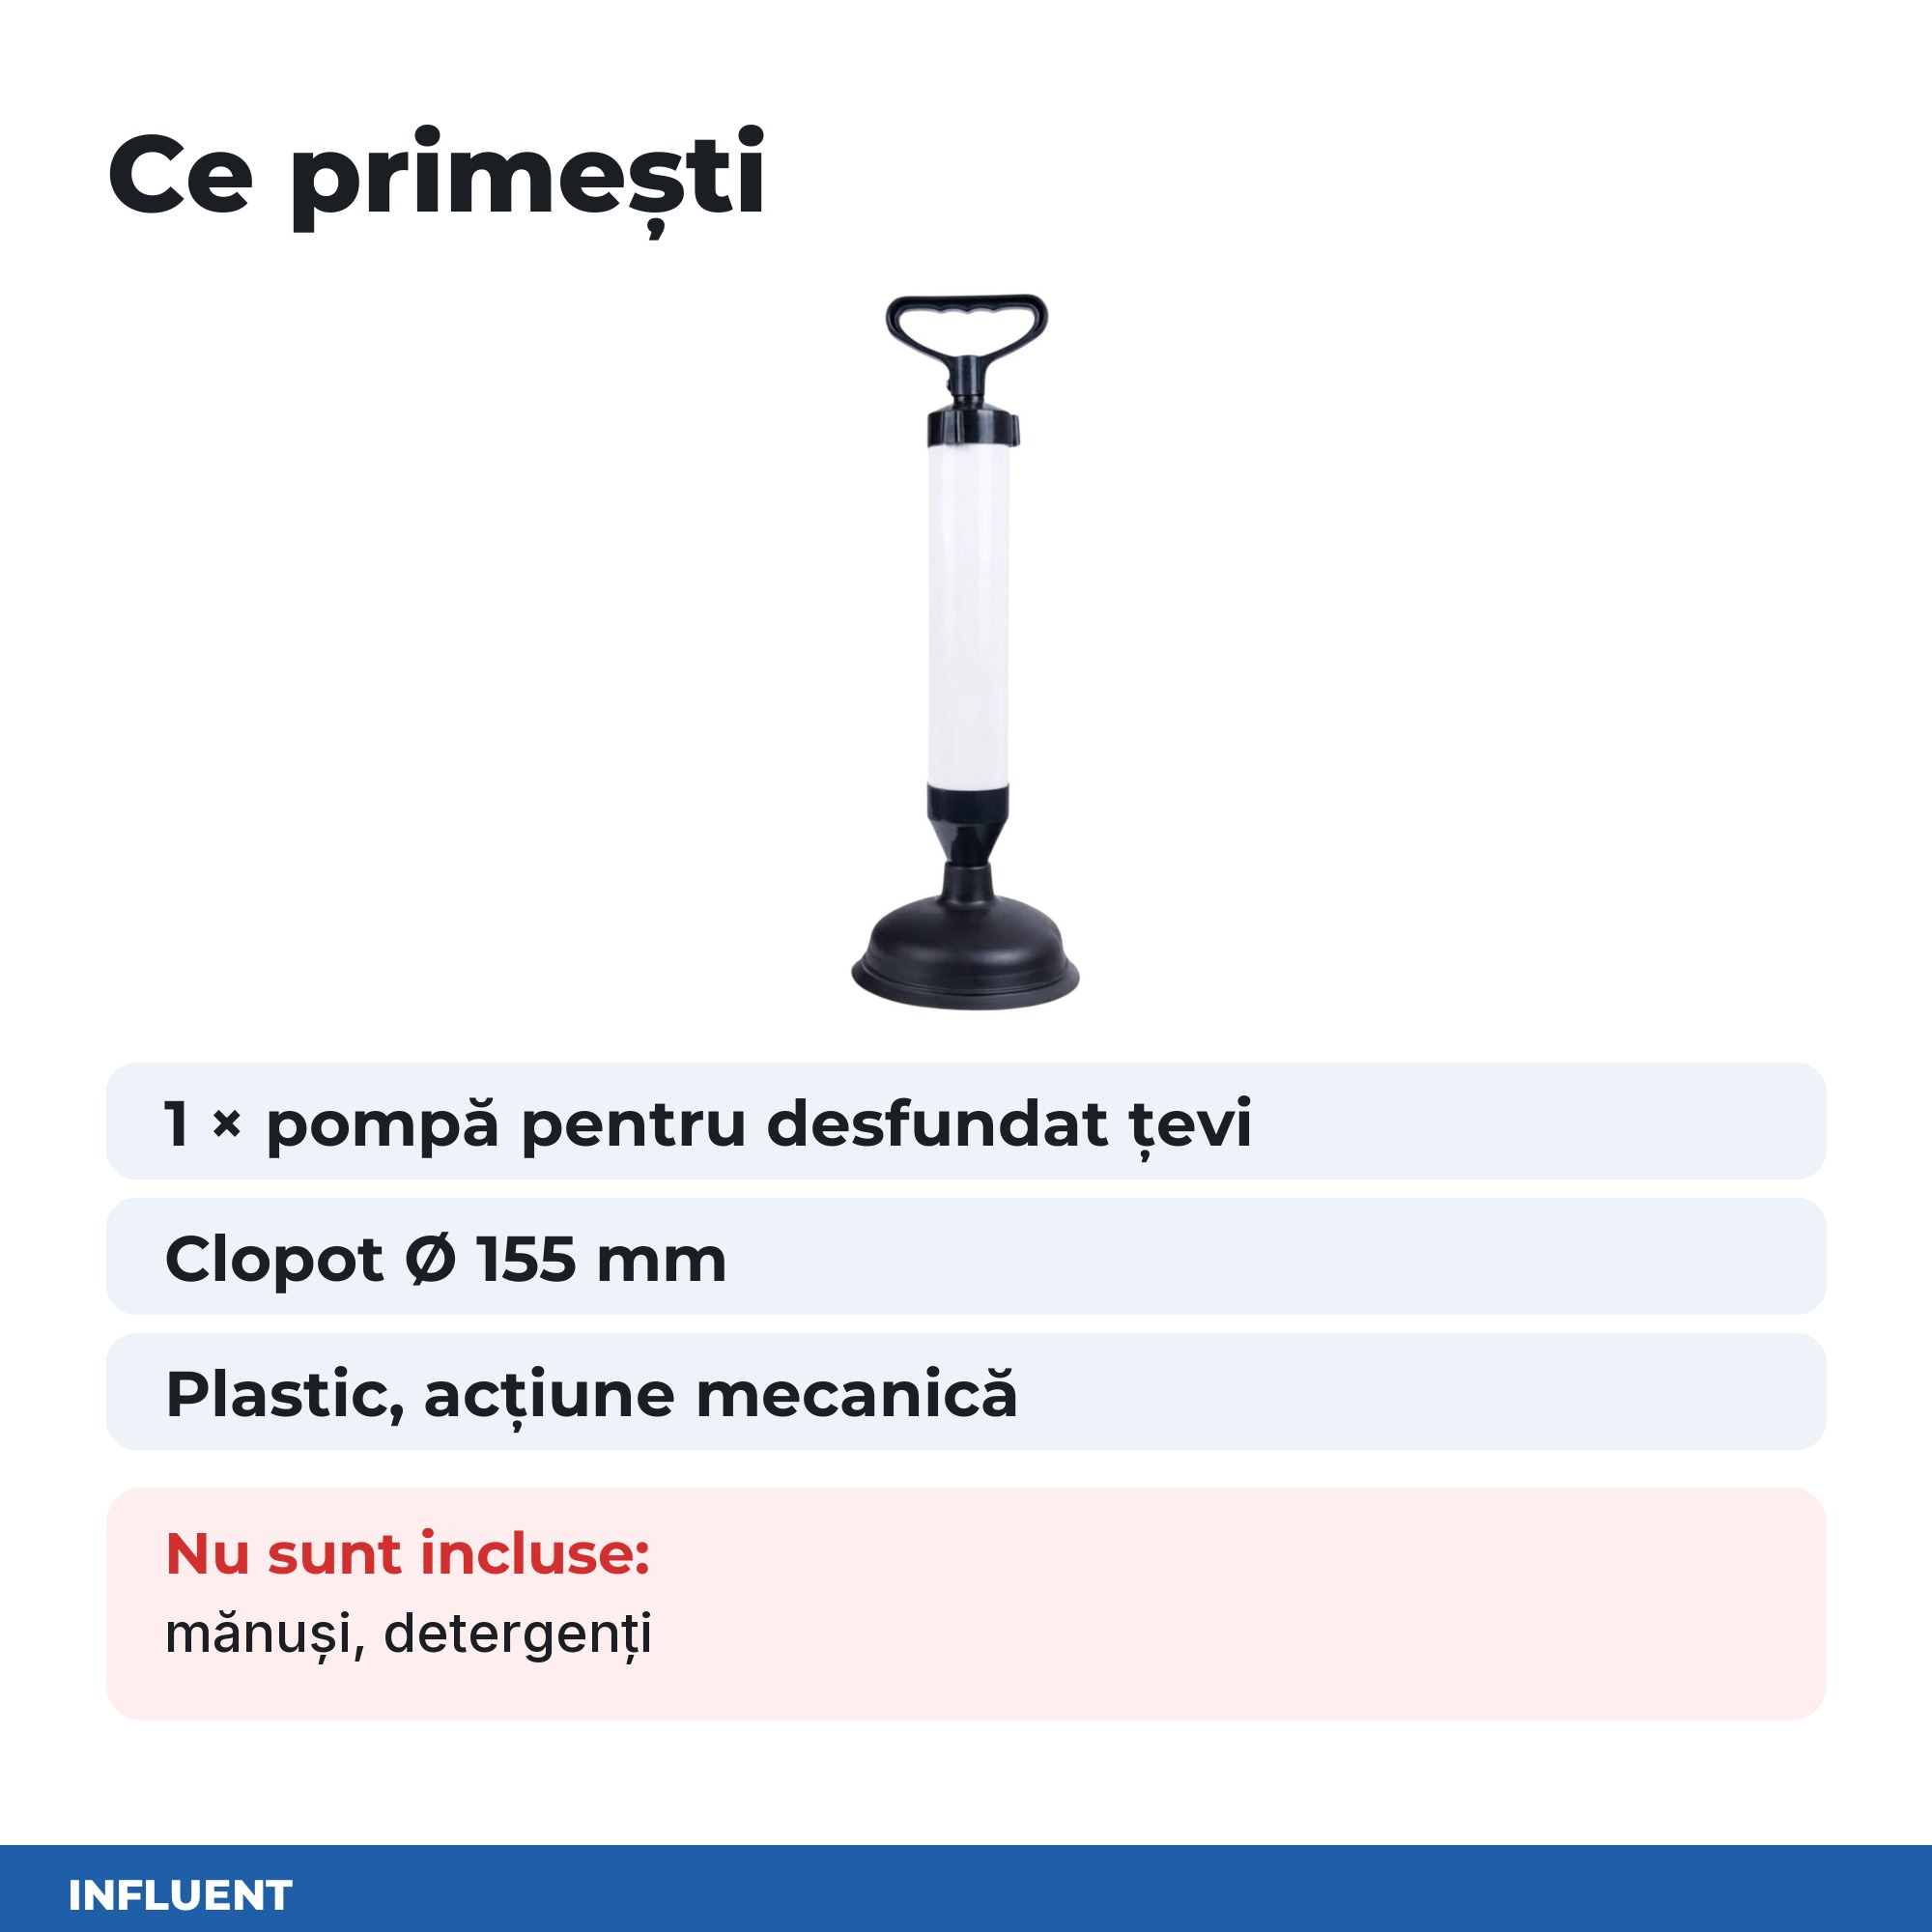 Ce primești
1 × pompă pentru desfundat țevi
Clopot Ø 155 mm
Plastic, acțiune mecanică
Nu sunt incluse:
mănuși, detergenți
INFLUENT